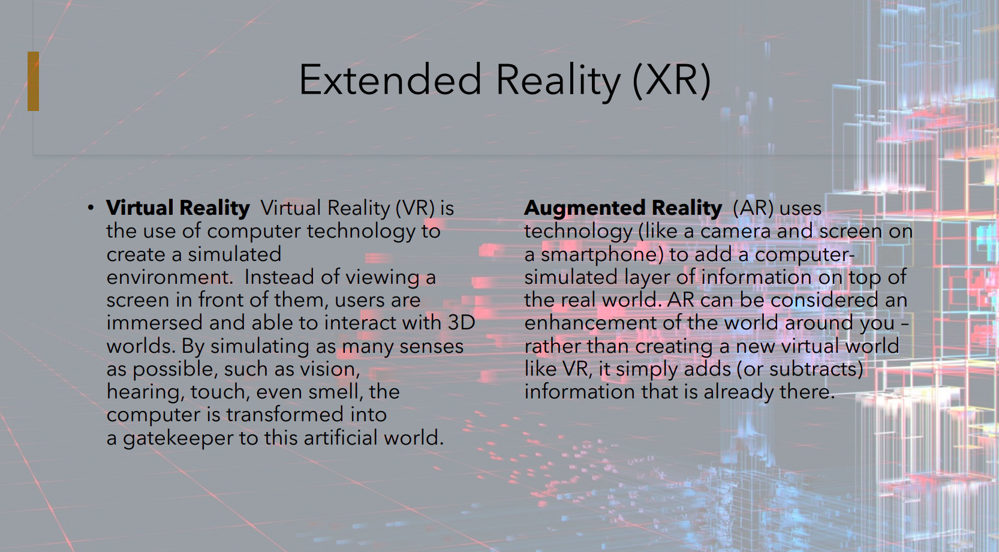 Extended Reality (XR)
• Virtual Reality  Virtual Reality (VR) is
the use of computer technology to
create a simulated
environment.  Instead of viewing a
screen in front of them, users are
immersed and able to interact with 3D
worlds. By simulating as many senses
as possible, such as vision,
hearing, touch, even smell, the
computer is transformed into
a gatekeeper to this artificial world.
Augmented Reality  (AR) uses
technology (like a camera and screen on
a smartphone) to add a computer-
simulated layer of information on top of
the real world. AR can be considered an
enhancement of the world around you –
rather than creating a new virtual world
like VR, it simply adds (or subtracts)
information that is already there.